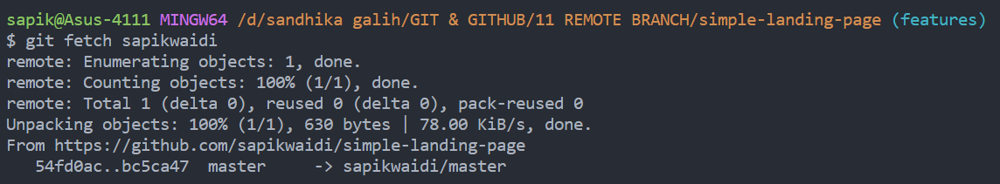 sapik@Asus-4111 MINGW64 /d/sandhika galih/GIT & GITHUB/11 REMOTE BRANCH/simple-landing-page (features)
$ git fetch sapikwaidi
remote: Enumerating objects: 1, done.
remote: Counting objects: 100% (1/1), done.
remote: Total 1 (delta 0), reused 0 (delta 0), pack-reused 0
Unpacking objects: 100% (1/1), 630 bytes | 78.00 KiB/s, done.
From https://github.com/sapikwaidi/simple-landing-page
   54fd0ac..bc5ca47  master     -> sapikwaidi/master